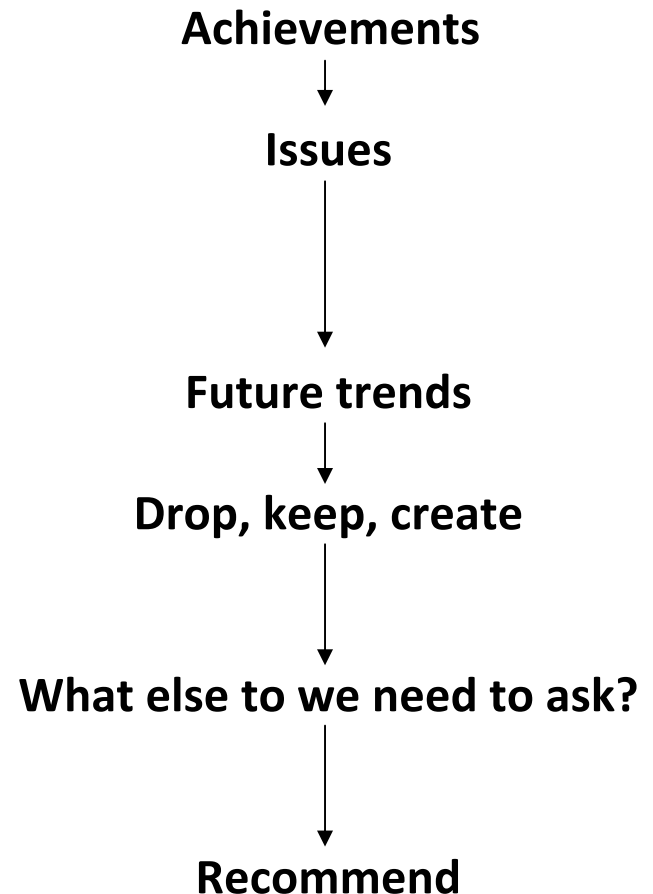 Achievements
Issues
Future trends
Drop, keep, create
What else to we need to ask?
Recommend